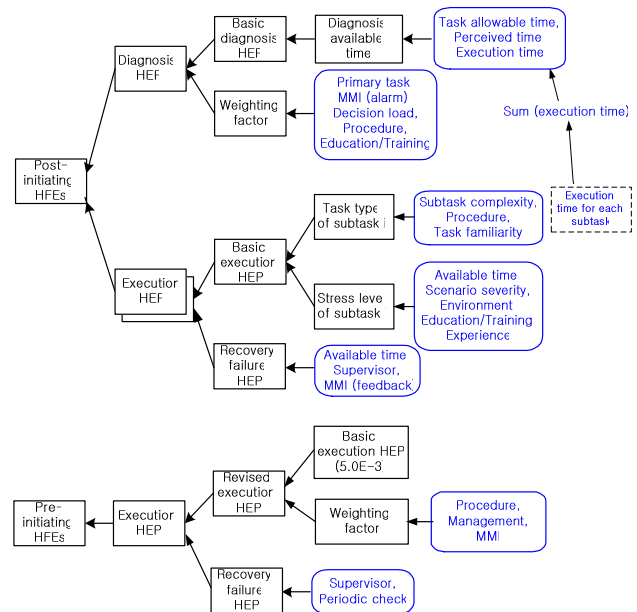 Basic
diagnosis
HEF
Diagnosis
available
time
Task allowable time,
Perceived time
Execution time
Diagnosis
HEF
Weighting
factor
Primary task
MMI (alarm)
Decision load,
Procedure,
Education/Training
Sum (execution time)
Execution
time for each
subtask
Post-
initiating
HFEs
Task type
of subtask i
Subtask complexity,
Procedure,
Task familiarity
Basic
execution
HEP
Execution
HEF
Stress level
of subtask
Available time
Scenario severity,
Environment
Education/Training
Experience
Recovery
failure
HEP
Available time
Supervisor,
MMI (feedback)
Basic
execution HEP
(5.0E-3
Revised
execution
HEP
Pre-
initiating
HFEs
Execution
HEP
Weighting
factor
Procedure,
Management,
MMI
Recovery
failure
HEP
Supervisor,
Periodic check